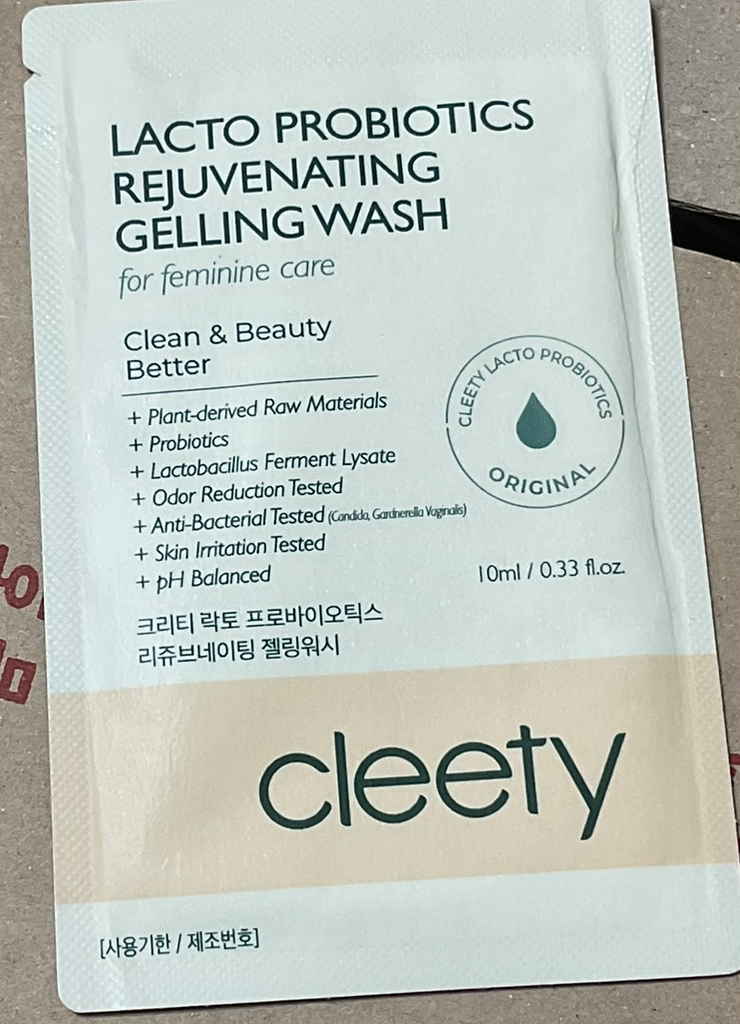 LACTO PROBIOTICS
REJUVENATING
GELLING WASH
for feminine care
Clean & Beauty
Better
+ Plant-derived Raw Materials
+ Probiotics
+ Lactobacillus Ferment Lysate
+ Odor Reduction Tested
+ Anti-Bacterial Tested (Candida, Gardnerella Vaginalis)
+ Skin Irritation Tested
+ pH Balanced
CLEETY LACTO PROBIOTICS
ORIGINAL
10ml / 0.33 fl.oz.
크리티 락토 프로바이오틱스
리쥬브네이팅 젤링워시
cleety
[사용기한 / 제조번호]